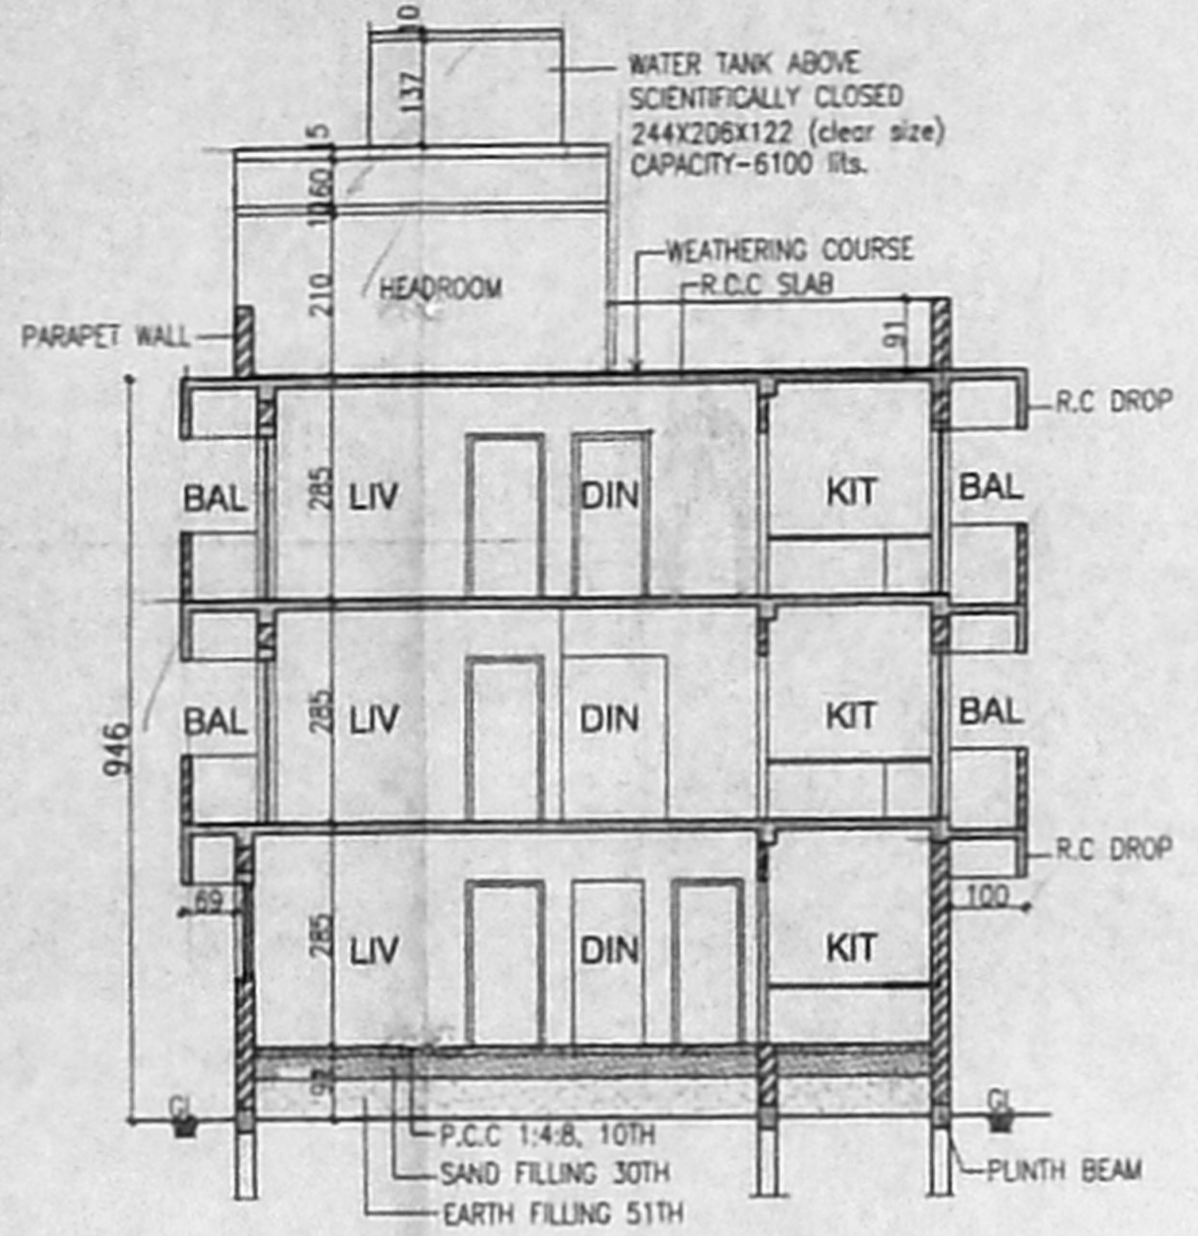 10
WATER TANK ABOVE
SCIENTIFICALLY CLOSED
137
244X206X122 (clear size)
15
CAPACITY-6100 lits.
60
10
WEATHERING COURSE
HEADROOM
R.C.C SLAB
210
PARAPET WALL
91
R.C DROP
BAL
285
LIV
DIN
KIT
BAL
BAL
285
LIV
DIN
KIT
BAL
946
R.C DROP
69
100
285
LIV
DIN
KIT
GL
GL
P.C.C 1:4:8, 10TH
SAND FILLING 30TH
PLINTH BEAM
EARTH FILLING 51TH